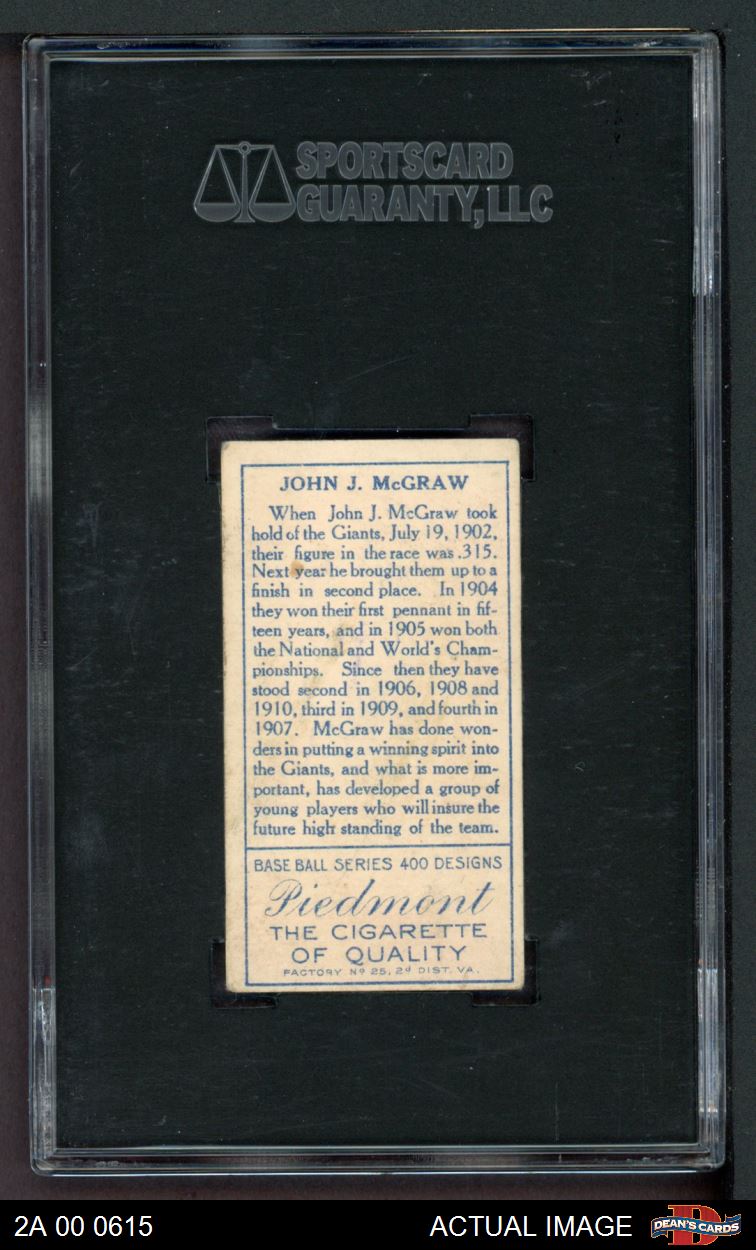 SPORTSCARD
GUARANTY, LLC
JOHN J. McGRAW
When John J. McGraw took
hold of the Giants, July 19, 1902,
their figure in the race was .315.
Next year he brought them up to a
finish in second place. In 1904
they won their first pennant in fif-
teen years, and in 1905 won both
the National and World's Cham-
pionships. Since then they have
stood second in 1906, 1908 and
1910, third in 1909, and fourth in
1907. McGraw has done won-
ders in putting a winning spirit into
the Giants, and what is more im-
portant, has developed a group of
young players who will insure the
future high standing of the team.
BASE BALL SERIES 400 DESIGNS
Piedmont
THE CIGARETTE
OF QUALITY
FACTORY Nº 25, 2d DIST. VA.
2A 00 0615 ACTUAL IMAGE DEAN'S CARDS